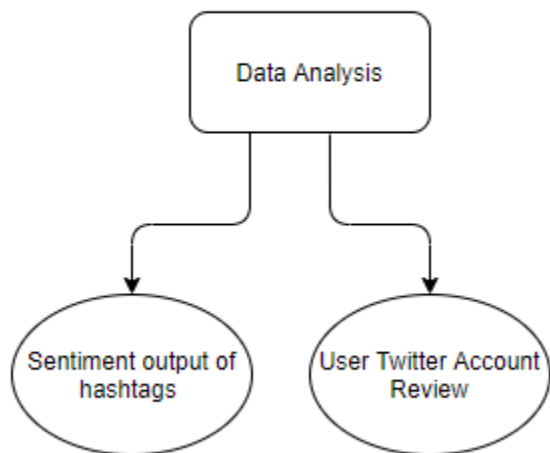 Data Analysis
Sentiment output of
hashtags
User Twitter Account
Review